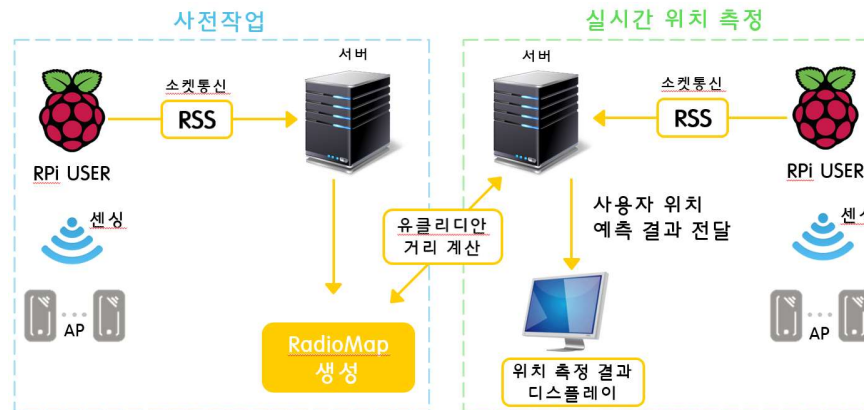 사전작업
실시간 위치 측정
서버
서버
소켓통신
RSS
소켓통신
RSS
RPi USER
RPi USER
센싱
유클리디안
거리 계산
사용자 위치
예측 결과 전달
AP
RadioMap
생성
위치 측정 결과
디스플레이
AP